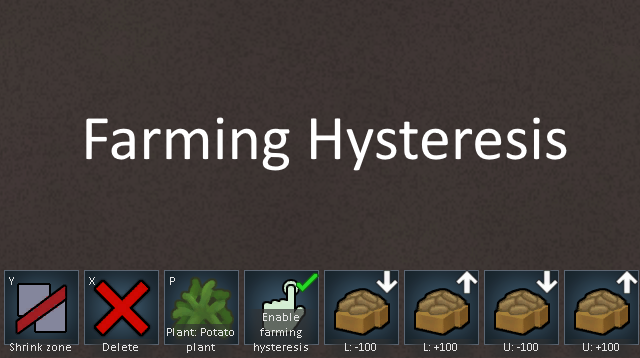 Farming Hysteresis
Y
X
P
Shrink zone
Delete
Plant: Potato
plant
Enable
farming
hysteresis
L: -100
L: +100
U: -100
U: +100